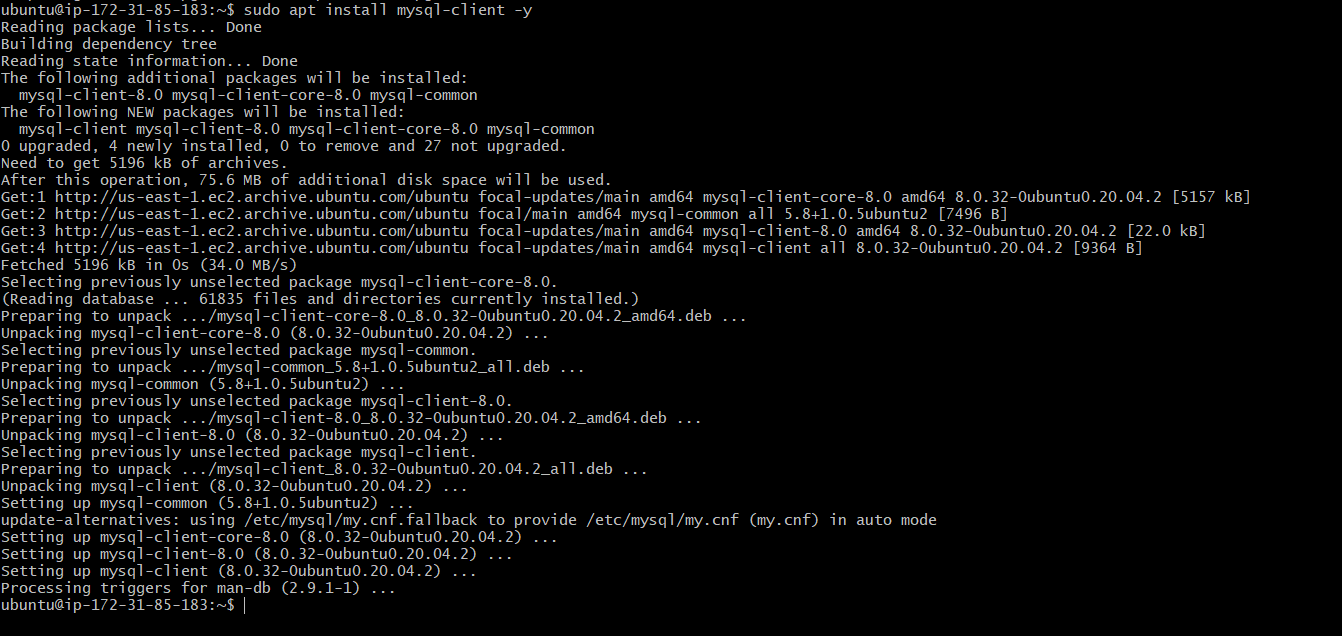 ubuntu@ip-172-31-85-183:~$ sudo apt install mysql-client -y
Reading package lists... Done
Building dependency tree
Reading state information... Done
The following additional packages will be installed:
  mysql-client-8.0 mysql-client-core-8.0 mysql-common
The following NEW packages will be installed:
  mysql-client mysql-client-8.0 mysql-client-core-8.0 mysql-common
0 upgraded, 4 newly installed, 0 to remove and 27 not upgraded.
Need to get 5196 kB of archives.
After this operation, 75.6 MB of additional disk space will be used.
Get:1 http://us-east-1.ec2.archive.ubuntu.com/ubuntu focal-updates/main amd64 mysql-client-core-8.0 amd64 8.0.32-0ubuntu0.20.04.2 [5157 kB]
Get:2 http://us-east-1.ec2.archive.ubuntu.com/ubuntu focal/main amd64 mysql-common all 5.8+1.0.5ubuntu2 [7496 B]
Get:3 http://us-east-1.ec2.archive.ubuntu.com/ubuntu focal-updates/main amd64 mysql-client-8.0 amd64 8.0.32-0ubuntu0.20.04.2 [22.0 kB]
Get:4 http://us-east-1.ec2.archive.ubuntu.com/ubuntu focal-updates/main amd64 mysql-client all 8.0.32-0ubuntu0.20.04.2 [9364 B]
Fetched 5196 kB in 0s (34.0 MB/s)
Selecting previously unselected package mysql-client-core-8.0.
(Reading database ... 61835 files and directories currently installed.)
Preparing to unpack .../mysql-client-core-8.0_8.0.32-0ubuntu0.20.04.2_amd64.deb ...
Unpacking mysql-client-core-8.0 (8.0.32-0ubuntu0.20.04.2) ...
Selecting previously unselected package mysql-common.
Preparing to unpack .../mysql-common_5.8+1.0.5ubuntu2_all.deb ...
Unpacking mysql-common (5.8+1.0.5ubuntu2) ...
Selecting previously unselected package mysql-client-8.0.
Preparing to unpack .../mysql-client-8.0_8.0.32-0ubuntu0.20.04.2_amd64.deb ...
Unpacking mysql-client-8.0 (8.0.32-0ubuntu0.20.04.2) ...
Selecting previously unselected package mysql-client.
Preparing to unpack .../mysql-client_8.0.32-0ubuntu0.20.04.2_all.deb ...
Unpacking mysql-client (8.0.32-0ubuntu0.20.04.2) ...
Setting up mysql-common (5.8+1.0.5ubuntu2) ...
update-alternatives: using /etc/mysql/my.cnf.fallback to provide /etc/mysql/my.cnf (my.cnf) in auto mode
Setting up mysql-client-core-8.0 (8.0.32-0ubuntu0.20.04.2) ...
Setting up mysql-client-8.0 (8.0.32-0ubuntu0.20.04.2) ...
Setting up mysql-client (8.0.32-0ubuntu0.20.04.2) ...
Processing triggers for man-db (2.9.1-1) ...
ubuntu@ip-172-31-85-183:~$